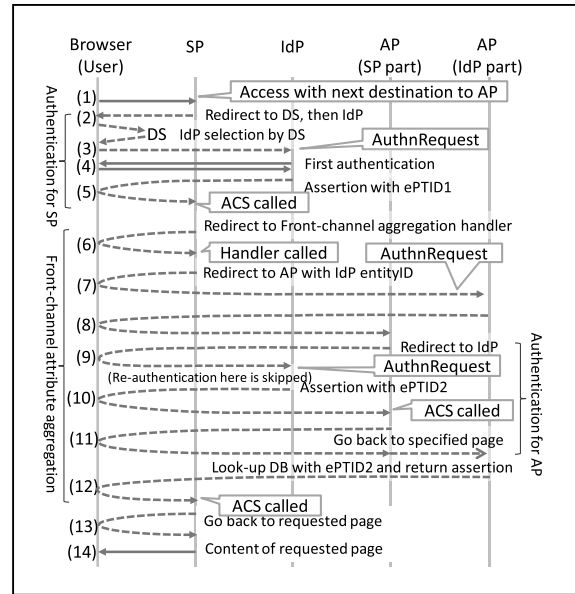 Browser
(User)
SP
IdP
AP
(SP part)
AP
(IdP part)
(1)
Access with next destination to AP
(2)
Redirect to DS, then IdP
DS
IdP selection by DS
AuthnRequest
(3)
(4)
First authentication
Authentication for SP
(5)
Assertion with ePTID1
ACS called
Redirect to Front-channel aggregation handler
(6)
Handler called
AuthnRequest
Redirect to AP with IdP entityID
(7)
(8)
Front-channel attribute aggregation
Redirect to IdP
(9)
AuthnRequest
(Re-authentication here is skipped)
Assertion with ePTID2
(10)
ACS called
Authentication for AP
(11)
Go back to specified page
Look-up DB with ePTID2 and return assertion
(12)
ACS called
(13)
Go back to requested page
(14)
Content of requested page